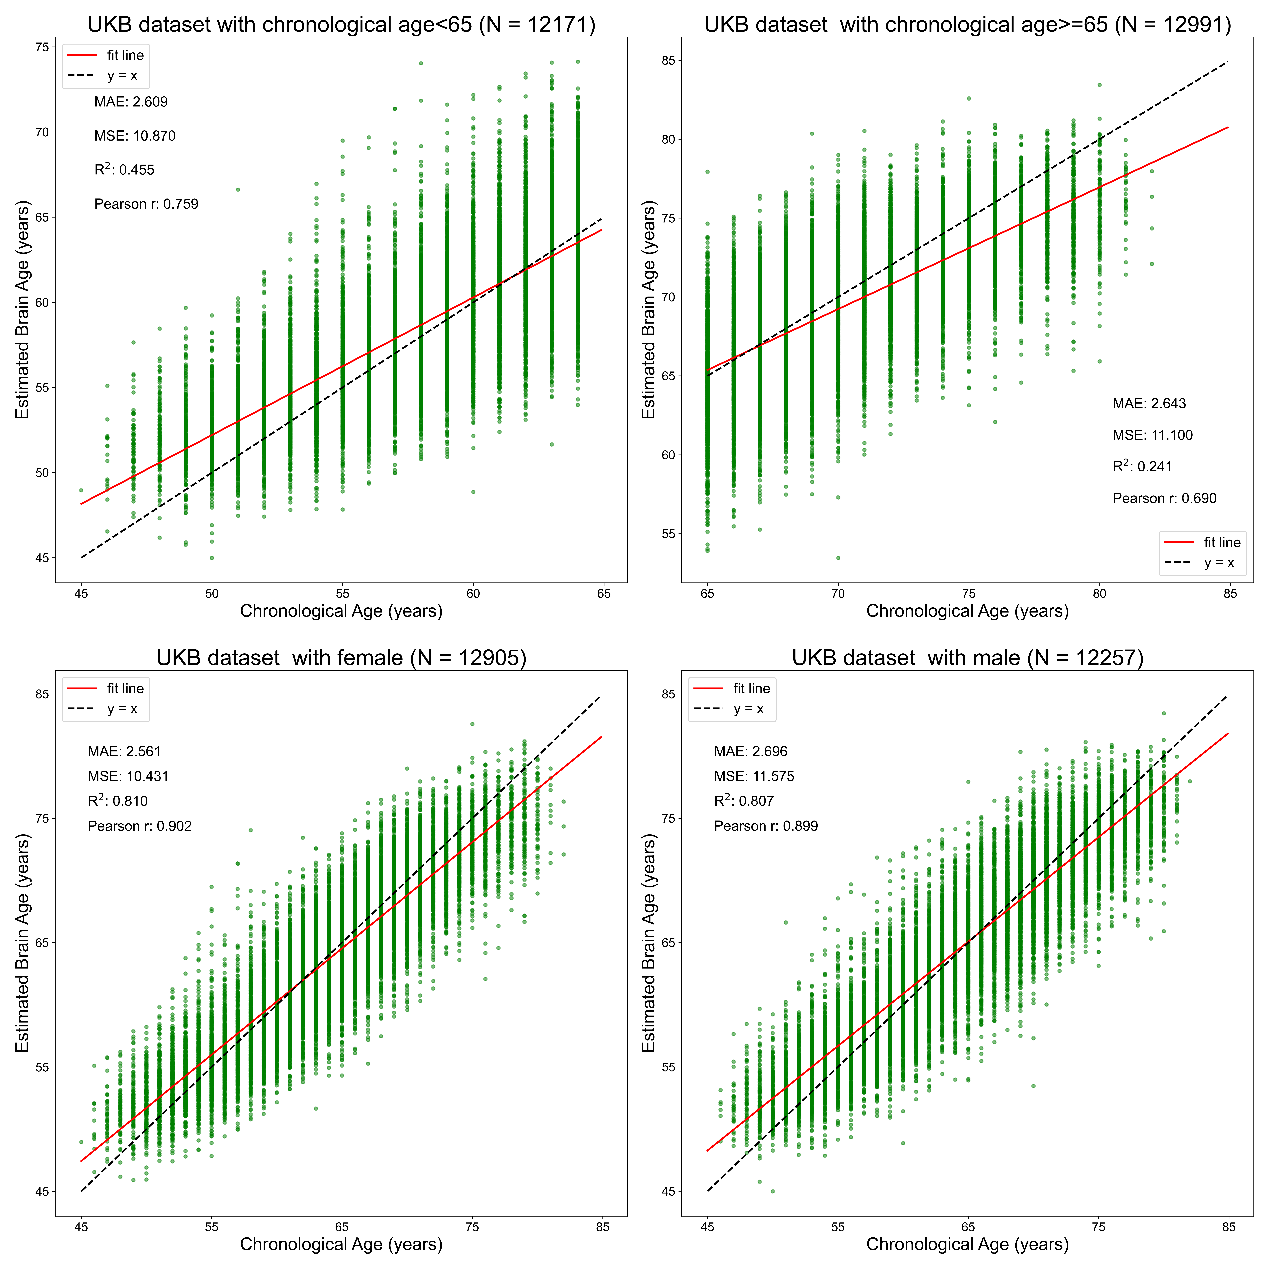 UKB dataset with chronological age<65 (N = 12171)
fit line
y = x
MAE: 2.609
MSE: 10.870
R²: 0.455
Pearson r: 0.759
75
70
65
60
55
50
45
Estimated Brain Age (years)
45 50 55 60 65
Chronological Age (years)
UKB dataset  with chronological age>=65 (N = 12991)
85
80
75
70
65
60
55
Estimated Brain Age (years)
MAE: 2.643
MSE: 11.100
R²: 0.241
Pearson r: 0.690
fit line
y = x
65 70 75 80 85
Chronological Age (years)
UKB dataset  with female (N = 12905)
fit line
y = x
MAE: 2.561
MSE: 10.431
R²: 0.810
Pearson r: 0.902
85
75
65
55
45
Estimated Brain Age (years)
45 55 65 75 85
Chronological Age (years)
UKB dataset  with male (N = 12257)
fit line
y = x
MAE: 2.696
MSE: 11.575
R²: 0.807
Pearson r: 0.899
85
75
65
55
45
Estimated Brain Age (years)
45 55 65 75 85
Chronological Age (years)